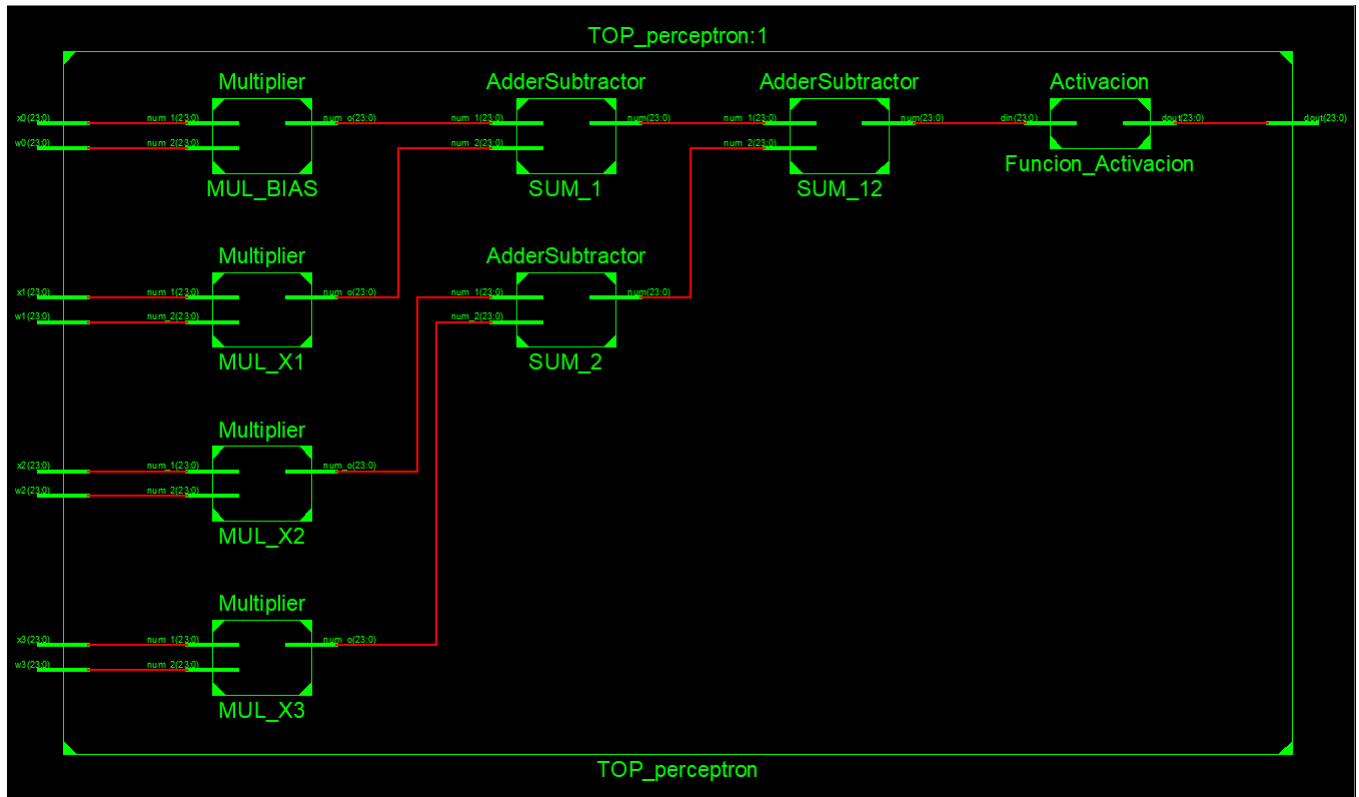 TOP_perceptron:1
Multiplier AdderSubtractor AdderSubtractor Activacion
x0(23:0) num_1(23:0) num_o(23:0) num_1(23:0) num(23:0) num_1(23:0) num(23:0) din(23:0) dout(23:0) dout(23:0)
w0(23:0) num_2(23:0) num_2(23:0) num_2(23:0)
Funcion_Activacion
MUL_BIAS SUM_1 SUM_12
Multiplier AdderSubtractor
x1(23:0) num_1(23:0) num_o(23:0) num_1(23:0) num(23:0)
w1(23:0) num_2(23:0) num_2(23:0)
MUL_X1 SUM_2
Multiplier
x2(23:0) num_1(23:0) num_o(23:0)
w2(23:0) num_2(23:0)
MUL_X2
Multiplier
x3(23:0) num_1(23:0) num_o(23:0)
w3(23:0) num_2(23:0)
MUL_X3
TOP_perceptron